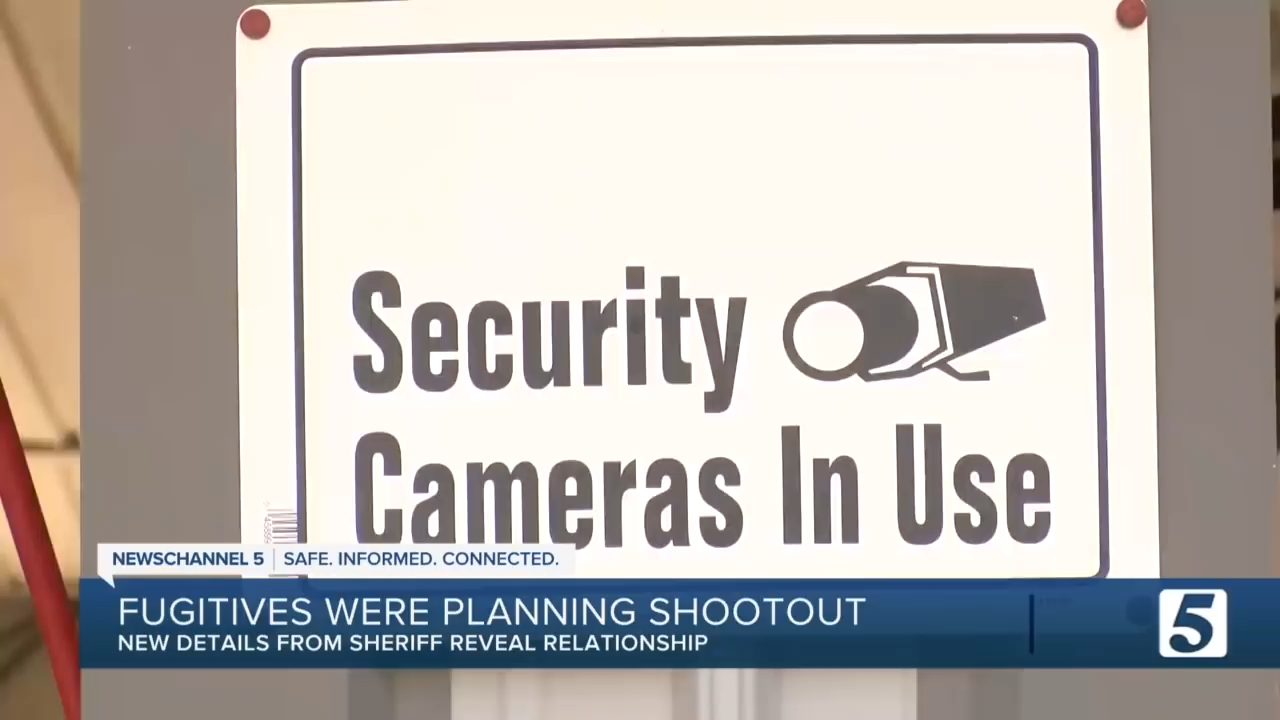 Security
Cameras In Use
NEWSCHANNEL 5 SAFE. INFORMED. CONNECTED.
FUGITIVES WERE PLANNING SHOOTOUT
NEW DETAILS FROM SHERIFF REVEAL RELATIONSHIP
5